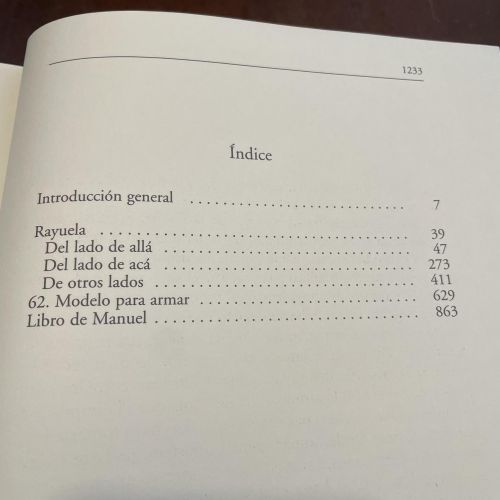 1233
Índice
Introducción general . . . . . . . . . . . . . . . . . . . . . . . . . . . . 7
Rayuela . . . . . . . . . . . . . . . . . . . . . . . . . . . . . . . . . . . . . . 39
Del lado de allá . . . . . . . . . . . . . . . . . . . . . . . . . . . . . . 47
Del lado de acá . . . . . . . . . . . . . . . . . . . . . . . . . . . . . . 273
De otros lados . . . . . . . . . . . . . . . . . . . . . . . . . . . . . . . 411
62. Modelo para armar . . . . . . . . . . . . . . . . . . . . . . . . . 629
Libro de Manuel . . . . . . . . . . . . . . . . . . . . . . . . . . . . . . . 863